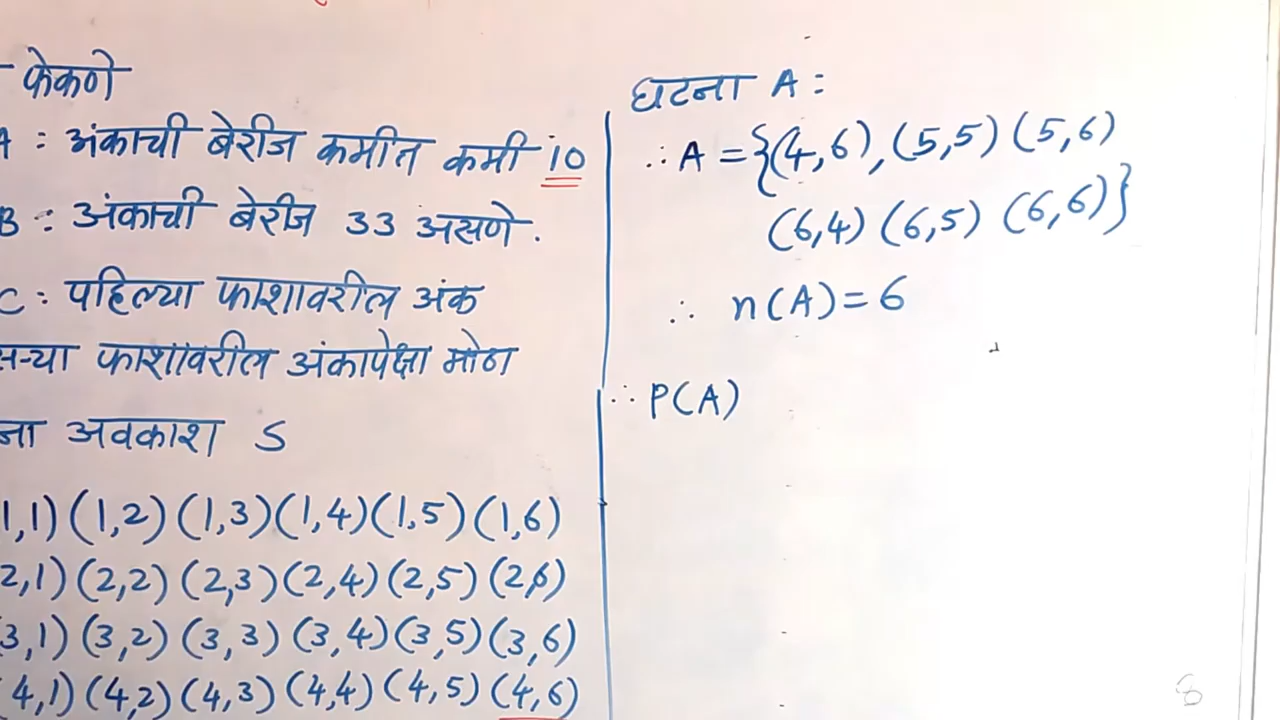 फेकणे
A : अंकाची बेरीज कमीत कमी 10
B : अंकाची बेरीज 33 असणे .
C : पहिल्या फाशावरील अंक
सऱ्या फाशांवरील अंकापेक्षा मोठा
ना अवकाश S
1,1) (1,2) (1,3) (1,4) (1,5) (1,6)
2,1) (2,2) (2,3) (2,4) (2,5) (2,6)
3,1) (3,2) (3,3) (3,4) (3,5) (3,6)
4,1) (4,2) (4,3) (4,4) (4,5) (4,6)
घटना A :
∴ A = {(4,6), (5,5) (5,6)
(6,4) (6,5) (6,6)}
∴ n(A) = 6
∴ P(A)
8